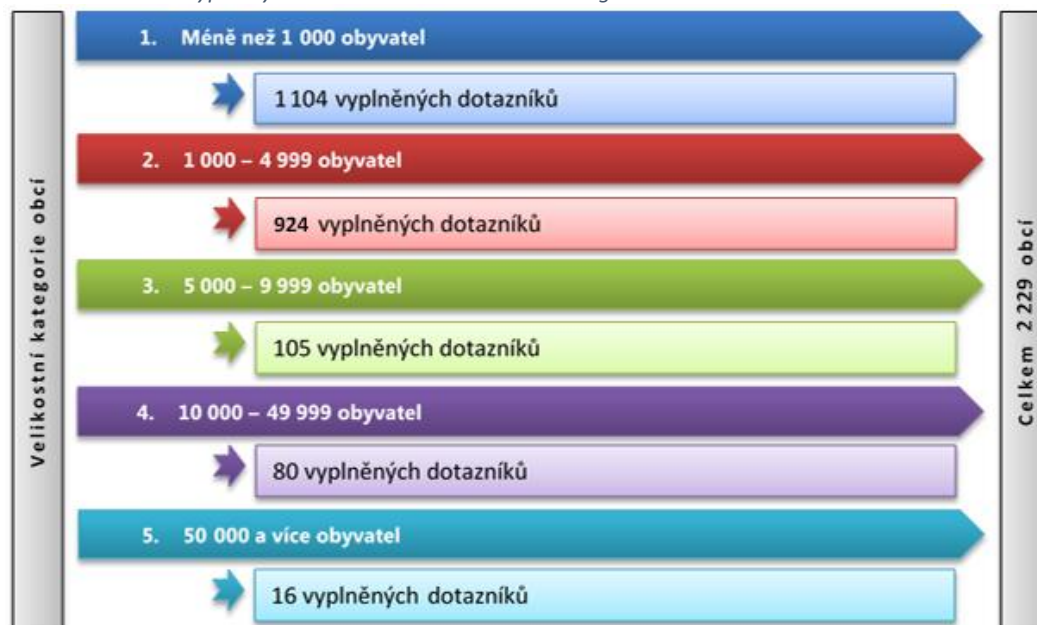 Velikostní kategorie obcí
1. Méně než 1 000 obyvatel
1 104 vyplněných dotazníků
2. 1 000 – 4 999 obyvatel
924 vyplněných dotazníků
3. 5 000 – 9 999 obyvatel
105 vyplněných dotazníků
4. 10 000 – 49 999 obyvatel
80 vyplněných dotazníků
5. 50 000 a více obyvatel
16 vyplněných dotazníků
Celkem 2 229 obcí